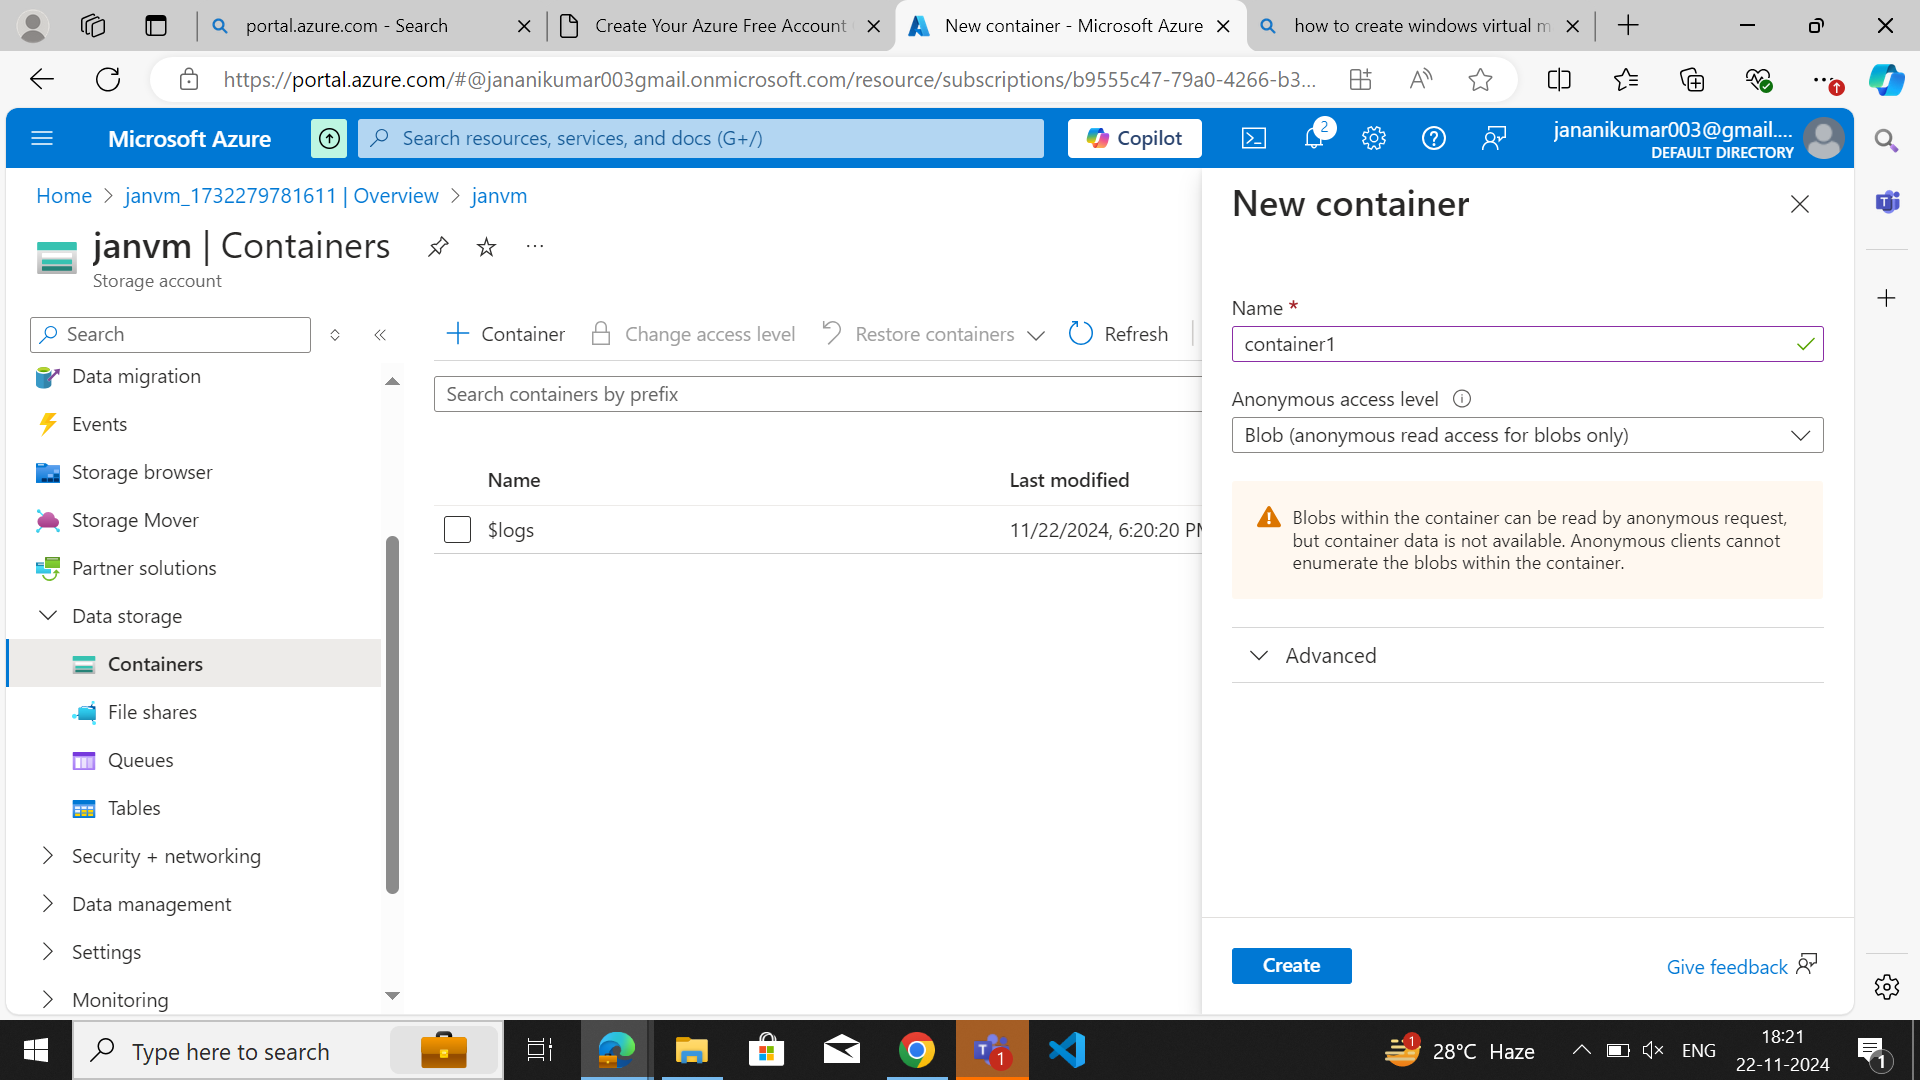 portal.azure.com - Search
Create Your Azure Free Account
New container - Microsoft Azure
how to create windows virtual m
https://portal.azure.com/#@jananikumar003gmail.onmicrosoft.com/resource/subscriptions/b9555c47-79a0-4266-b3...
Microsoft Azure
Search resources, services, and docs (G+/)
Copilot
2
jananikumar003@gmail....
DEFAULT DIRECTORY
Home > janvm_1732279781611 | Overview > janvm
janvm | Containers
Storage account
Search
Data migration
Events
Storage browser
Storage Mover
Partner solutions
Data storage
Containers
File shares
Queues
Tables
Security + networking
Data management
Settings
Monitoring
Container
Change access level
Restore containers
Refresh
Search containers by prefix
Name Last modified
$logs 11/22/2024, 6:20:20 PM
New container
Name *
container1
Anonymous access level
Blob (anonymous read access for blobs only)
Blobs within the container can be read by anonymous request,
but container data is not available. Anonymous clients cannot
enumerate the blobs within the container.
Advanced
Create
Give feedback
Type here to search
1
1
28°C Haze
ENG
18:21
22-11-2024
1